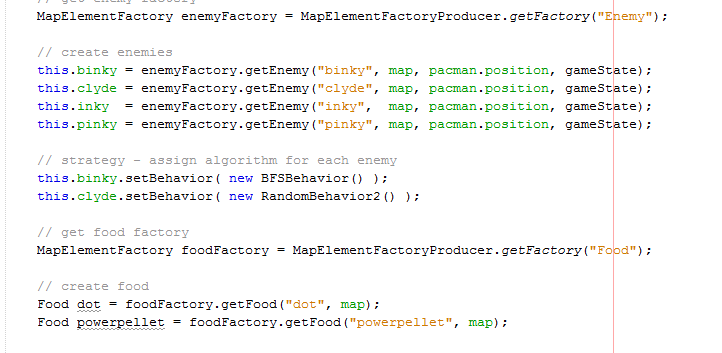 // get enemy factory
MapElementFactory enemyFactory = MapElementFactoryProducer.getFactory("Enemy");
// create enemies
this.binky = enemyFactory.getEnemy("binky", map, pacman.position, gameState);
this.clyde = enemyFactory.getEnemy("clyde", map, pacman.position, gameState);
this.inky  = enemyFactory.getEnemy("inky",  map, pacman.position, gameState);
this.pinky = enemyFactory.getEnemy("pinky", map, pacman.position, gameState);
// strategy - assign algorithm for each enemy
this.binky.setBehavior( new BFSBehavior() );
this.clyde.setBehavior( new RandomBehavior2() );
// get food factory
MapElementFactory foodFactory = MapElementFactoryProducer.getFactory("Food");
// create food
Food dot = foodFactory.getFood("dot", map);
Food powerpellet = foodFactory.getFood("powerpellet", map);